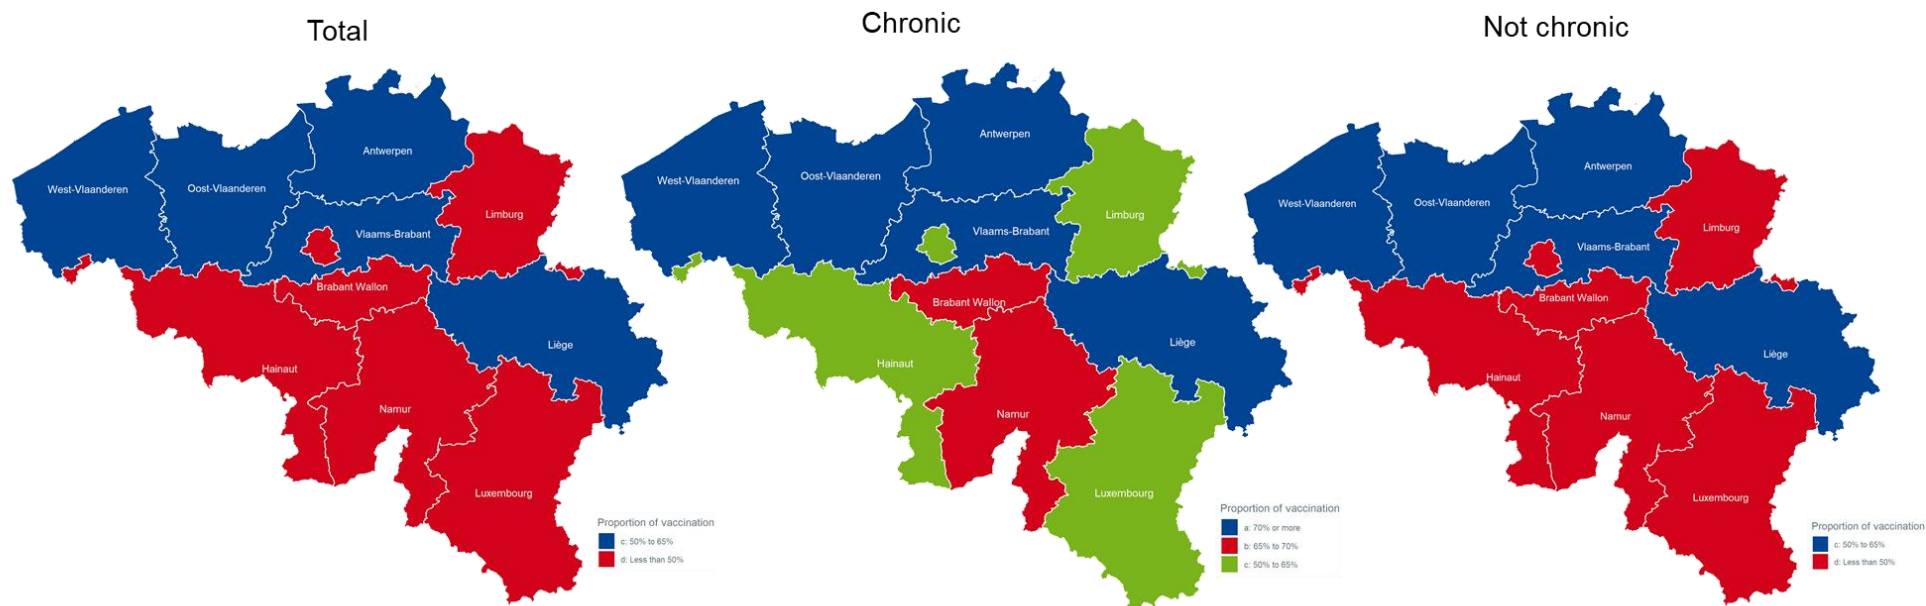 Total
West-Vlaanderen
Oost-Vlaanderen
Antwerpen
Limburg
Vlaams-Brabant
Brabant Wallon
Liège
Hainaut
Namur
Luxembourg
Proportion of vaccination
c: 50% to 65%
d: Less than 50%
Chronic
West-Vlaanderen
Oost-Vlaanderen
Antwerpen
Limburg
Vlaams-Brabant
Brabant Wallon
Liège
Hainaut
Namur
Luxembourg
Proportion of vaccination
a: 70% or more
b: 65% to 70%
c: 50% to 65%
Not chronic
West-Vlaanderen
Oost-Vlaanderen
Antwerpen
Limburg
Vlaams-Brabant
Brabant Wallon
Liège
Hainaut
Namur
Luxembourg
Proportion of vaccination
c: 50% to 65%
d: Less than 50%